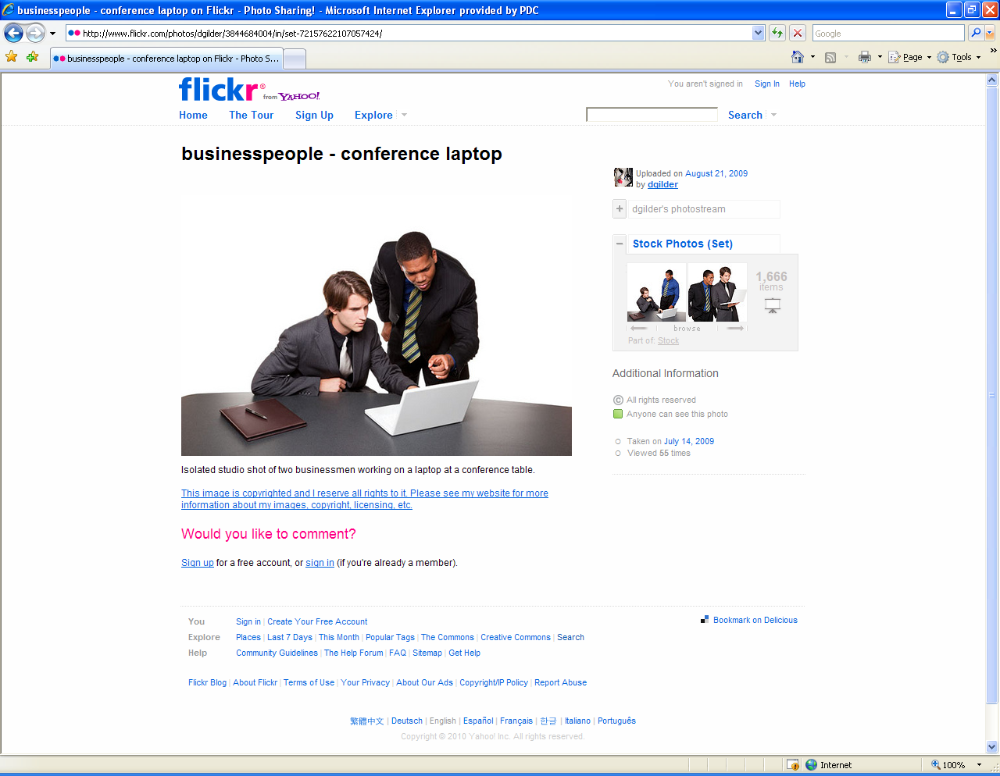 businesspeople - conference laptop on Flickr - Photo Sharing! - Microsoft Internet Explorer provided by PDC
http://www.flickr.com/photos/dgilder/3844684004/in/set-72157622107057424/
Google
businesspeople - conference laptop on Flickr - Photo S...
Page Tools
flickr® from YAHOO!
You aren't signed in Sign In Help
Home The Tour Sign Up Explore
Search
businesspeople - conference laptop
Uploaded on August 21, 2009
by dgilder
+ dgilder's photostream
− Stock Photos (Set)
1,666
items
browse
Part of: Stock
Additional Information
© All rights reserved
Anyone can see this photo
Taken on July 14, 2009
Viewed 55 times
Isolated studio shot of two businessmen working on a laptop at a conference table.
This image is copyrighted and I reserve all rights to it. Please see my website for more
information about my images, copyright, licensing, etc.
Would you like to comment?
Sign up for a free account, or sign in (if you're already a member).
You Sign in | Create Your Free Account
Bookmark on Delicious
Explore Places | Last 7 Days | This Month | Popular Tags | The Commons | Creative Commons | Search
Help Community Guidelines | The Help Forum | FAQ | Sitemap | Get Help
Flickr Blog | About Flickr | Terms of Use | Your Privacy | About Our Ads | Copyright/IP Policy | Report Abuse
繁體中文 | Deutsch | English | Español | Français | 한글 | Italiano | Português
Copyright © 2010 Yahoo! Inc. All rights reserved.
Internet
100%